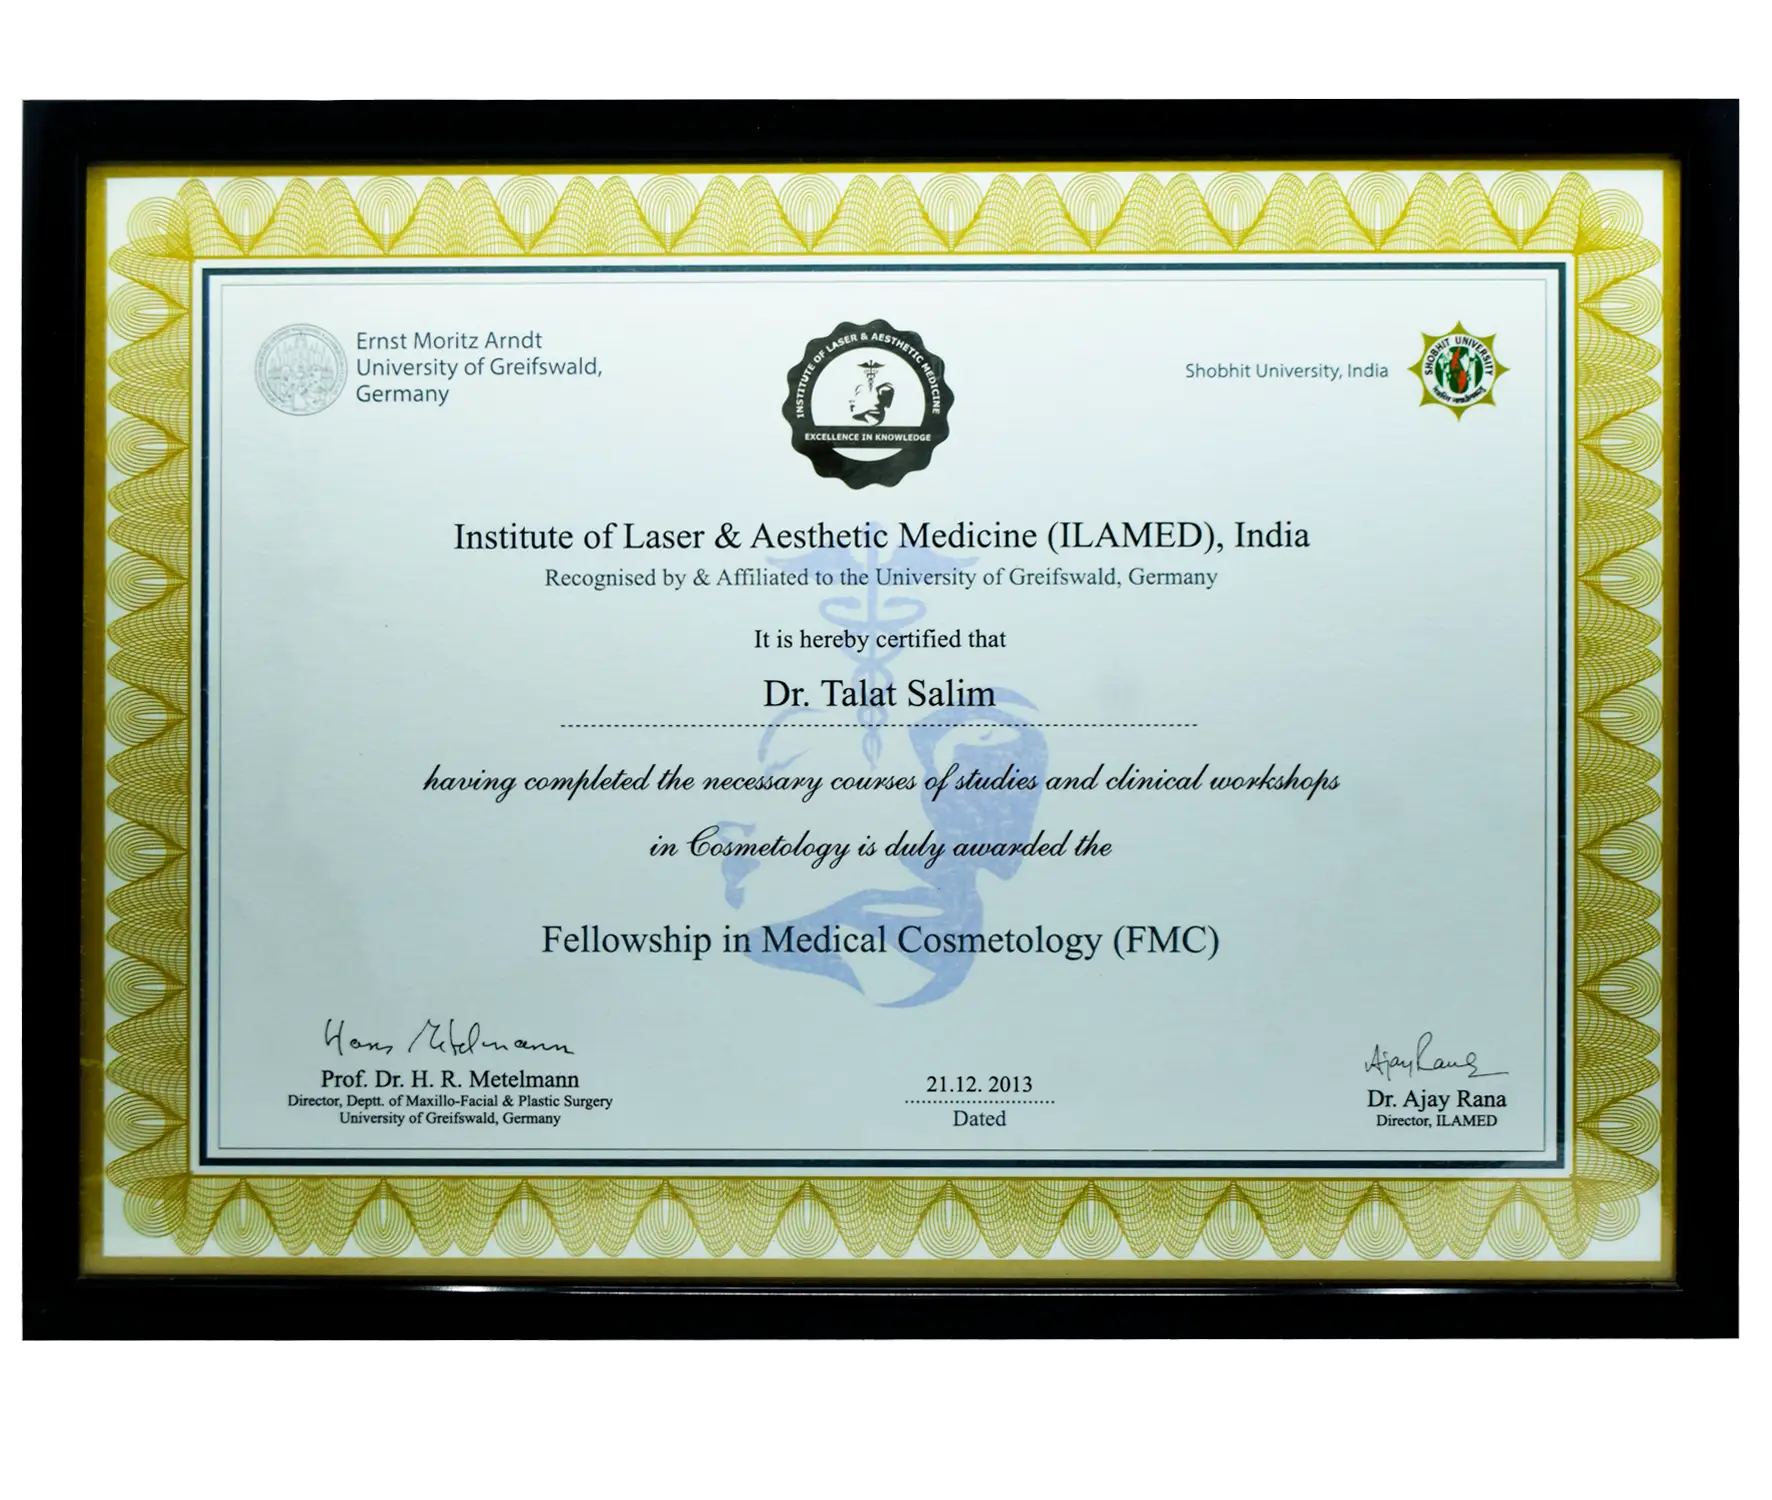 Ernst Moritz Arndt
University of Greifswald,
Germany
INSTITUTE OF LASER & AESTHETIC MEDICINE
EXCELLENCE IN KNOWLEDGE
Shobhit University, India
SHOBHIT UNIVERSITY
Institute of Laser & Aesthetic Medicine (ILAMED), India
Recognised by & Affiliated to the University of Greifswald, Germany
It is hereby certified that
Dr. Talat Salim
having completed the necessary courses of studies and clinical workshops
in Cosmetology is duly awarded the
Fellowship in Medical Cosmetology (FMC)
Hans Metelmann
Prof. Dr. H. R. Metelmann
Director, Deptt. of Maxillo-Facial & Plastic Surgery
University of Greifswald, Germany
21.12. 2013
Dated
Ajay Rana
Dr. Ajay Rana
Director, ILAMED